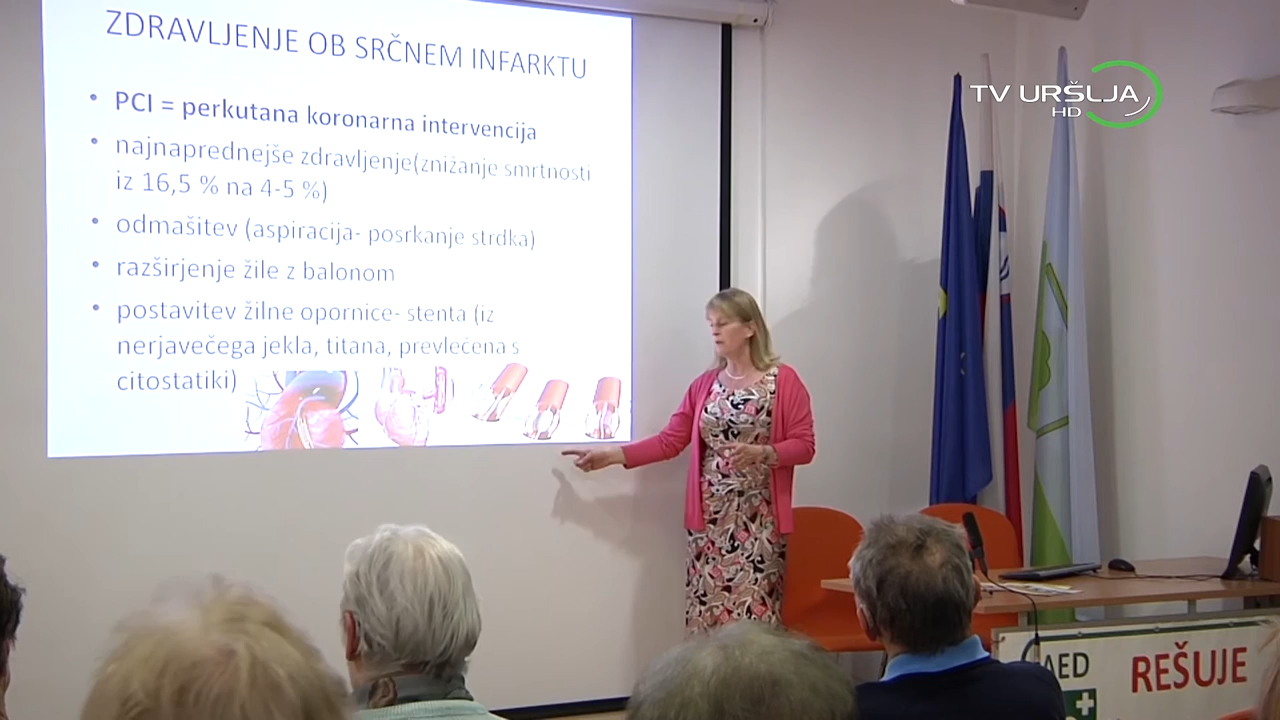 ZDRAVLJENJE OB SRČNEM INFARKTU
• PCI = perkutana koronarna intervencija
• najnaprednejše zdravljenje(znižanje smrtnosti
iz 16,5 % na 4-5 %)
• odmašitev (aspiracija- posrkanje strdka)
• razširjenje žile z balonom
• postavitev žilne opornice- stenta (iz
nerjavečega jekla, titana, prevlečena s
citostatiki)
TV URŠLJA
HD
AED
REŠUJE